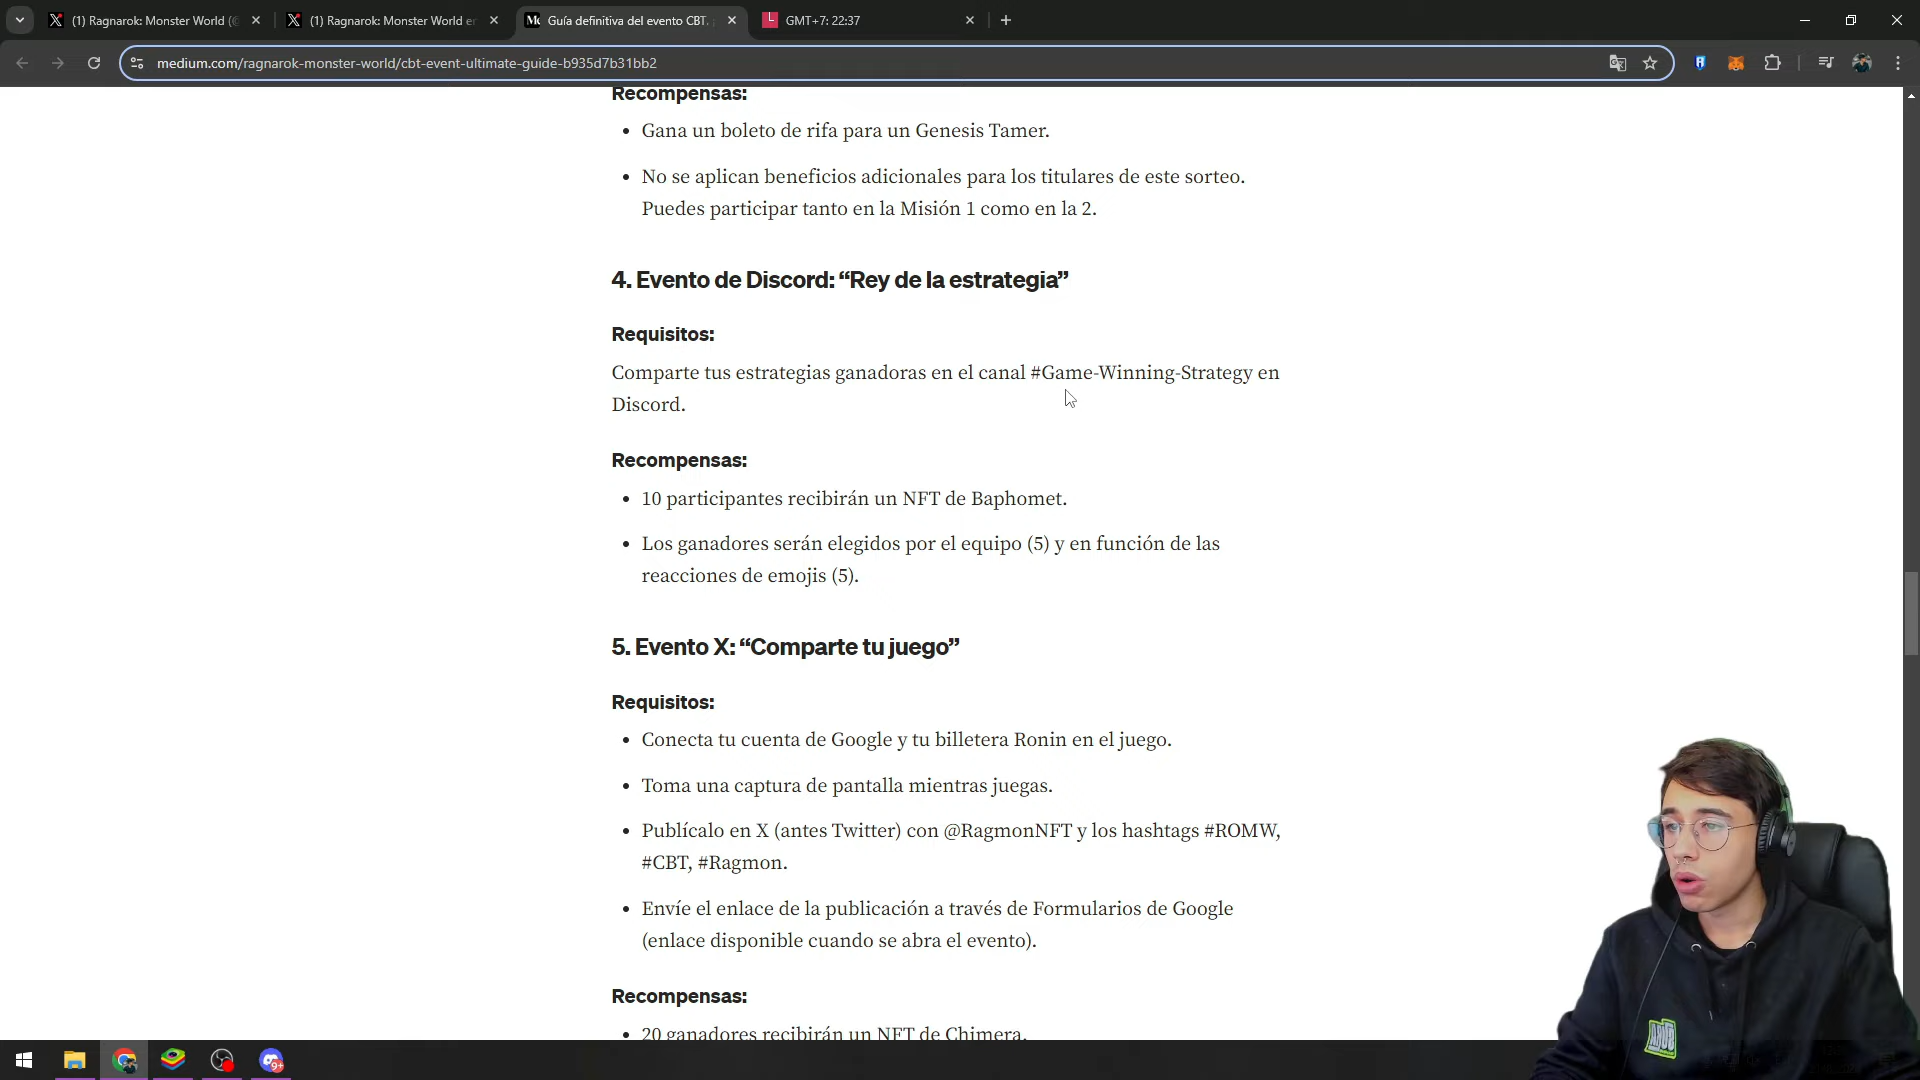 (1) Ragnarok: Monster World (@
(1) Ragnarok: Monster World en
Guía definitiva del evento CBT.
GMT+7: 22:37
medium.com/ragnarok-monster-world/cbt-event-ultimate-guide-b935d7b31bb2
Recompensas:
Gana un boleto de rifa para un Genesis Tamer.
No se aplican beneficios adicionales para los titulares de este sorteo.
Puedes participar tanto en la Misión 1 como en la 2.
4. Evento de Discord: “Rey de la estrategia”
Requisitos:
Comparte tus estrategias ganadoras en el canal #Game-Winning-Strategy en
Discord.
Recompensas:
10 participantes recibirán un NFT de Baphomet.
Los ganadores serán elegidos por el equipo (5) y en función de las
reacciones de emojis (5).
5. Evento X: “Comparte tu juego”
Requisitos:
Conecta tu cuenta de Google y tu billetera Ronin en el juego.
Toma una captura de pantalla mientras juegas.
Publícalo en X (antes Twitter) con @RagmonNFT y los hashtags #ROMW,
#CBT, #Ragmon.
Envíe el enlace de la publicación a través de Formularios de Google
(enlace disponible cuando se abra el evento).
Recompensas:
20 ganadores recibirán un NFT de Chimera.
9+